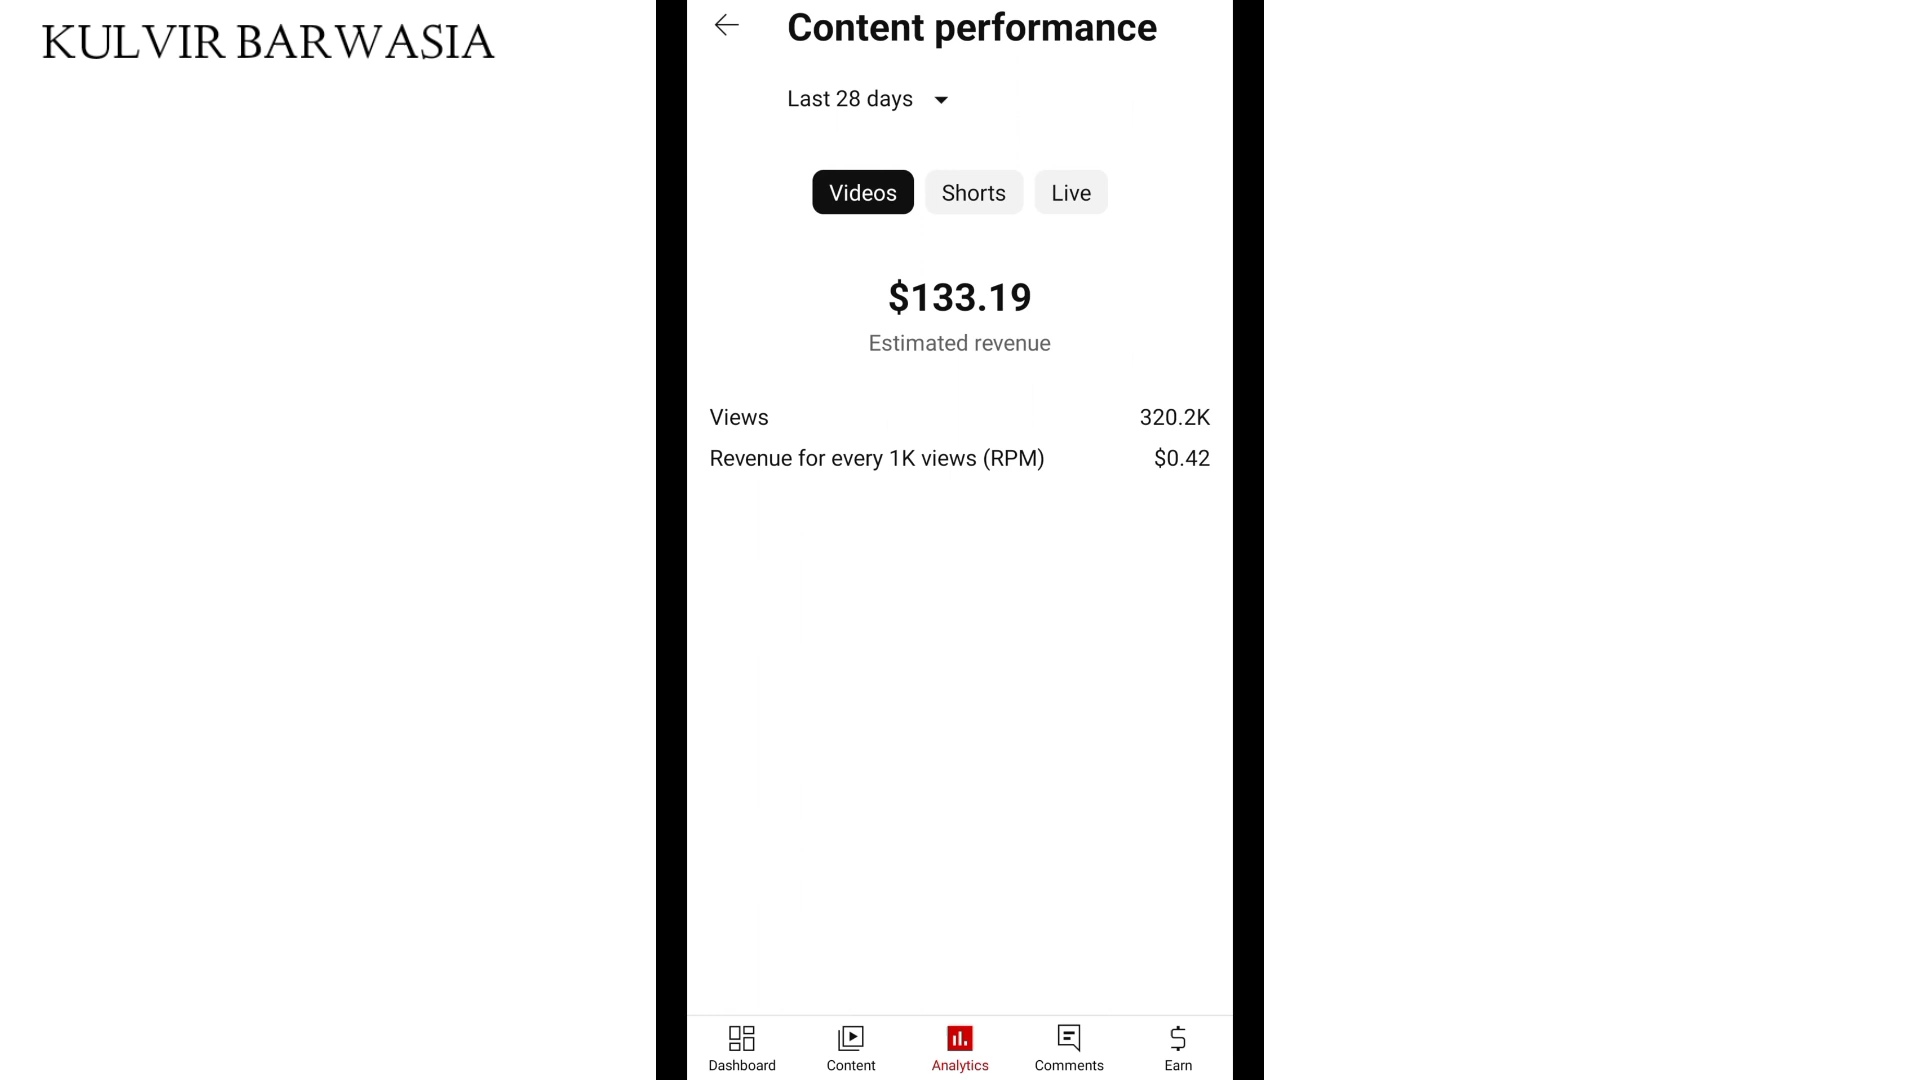 KULVIR BARWASIA
Content performance
Last 28 days
Videos
Shorts
Live
$133.19
Estimated revenue
Views 320.2K
Revenue for every 1K views (RPM) $0.42
Dashboard
Content
Analytics
Comments
Earn